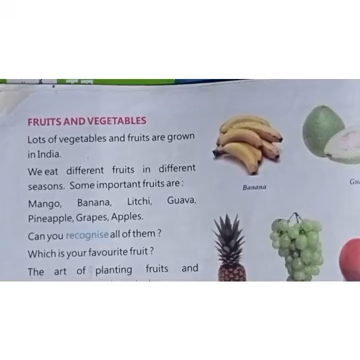 FRUITS AND VEGETABLES
Lots of vegetables and fruits are grown
in India.
We eat different fruits in different
seasons. Some important fruits are :
Mango, Banana, Litchi, Guava,
Pineapple, Grapes, Apples.
Can you recognise all of them ?
Which is your favourite fruit ?
The art of planting fruits and
Banana